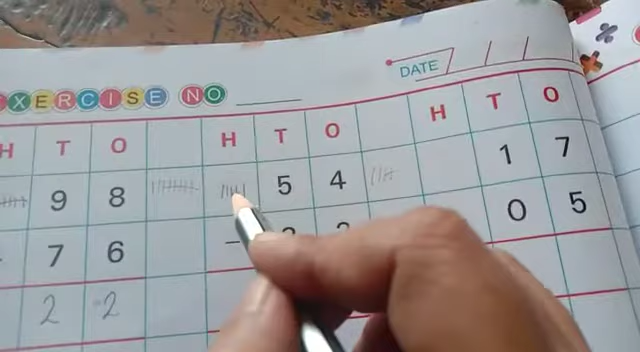 EXERCISE NO
DATE
H T O H T O H T O
9 8 5 4 1 7
7 6 - 0 5
2 2